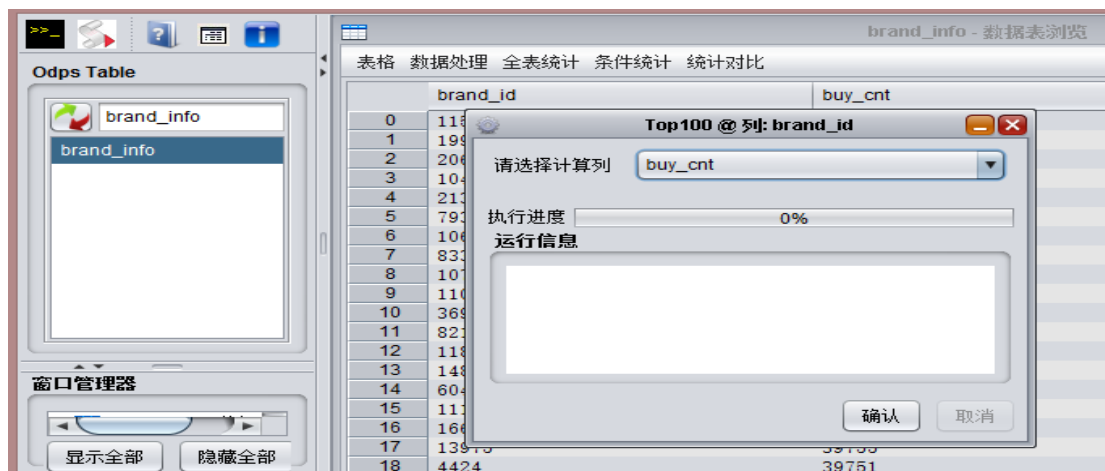 >>_
Odps Table
brand_info
brand_info
窗口管理器
显示全部
隐藏全部
brand_info - 数据表浏览
表格 数据处理 全表统计 条件统计 统计对比
brand_id buy_cnt
0
1
2
3
4
5
6
7
8
9
10
11
12
13
14
15
16
17
18 4424 39751
Top100 @ 列: brand_id
请选择计算列 buy_cnt
执行进度 0%
运行信息
确认 取消